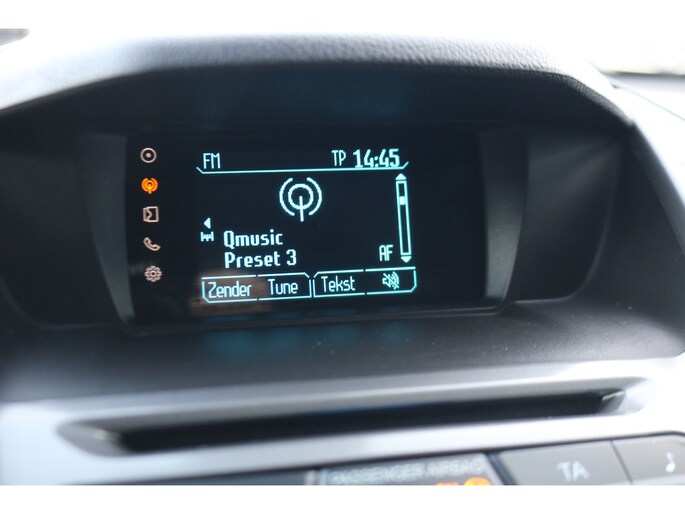 FM TP 14:45
Qmusic
Preset 3 AF
Zender Tune Tekst
PASSENGER AIRBAG
TA